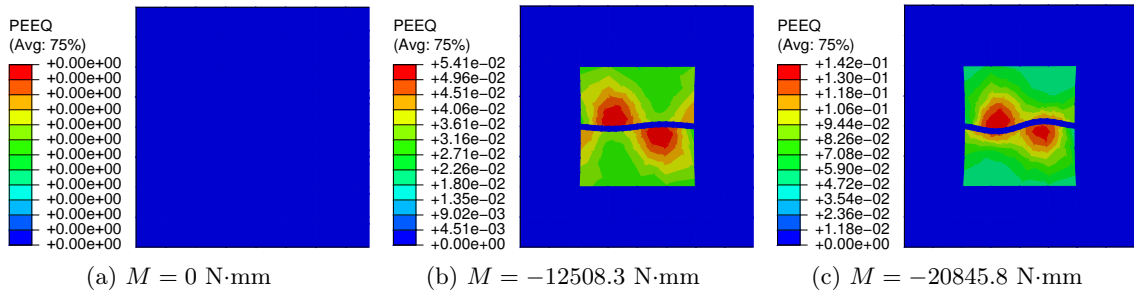 PEEQ
(Avg: 75%)
+0.00e+00
+0.00e+00
+0.00e+00
+0.00e+00
+0.00e+00
+0.00e+00
+0.00e+00
+0.00e+00
+0.00e+00
+0.00e+00
+0.00e+00
+0.00e+00
+0.00e+00
(a) M = 0 N·mm
PEEQ
(Avg: 75%)
+5.41e−02
+4.96e−02
+4.51e−02
+4.06e−02
+3.61e−02
+3.16e−02
+2.71e−02
+2.26e−02
+1.80e−02
+1.35e−02
+9.02e−03
+4.51e−03
+0.00e+00
(b) M = −12508.3 N·mm
PEEQ
(Avg: 75%)
+1.42e−01
+1.30e−01
+1.18e−01
+1.06e−01
+9.44e−02
+8.26e−02
+7.08e−02
+5.90e−02
+4.72e−02
+3.54e−02
+2.36e−02
+1.18e−02
+0.00e+00
(c) M = −20845.8 N·mm